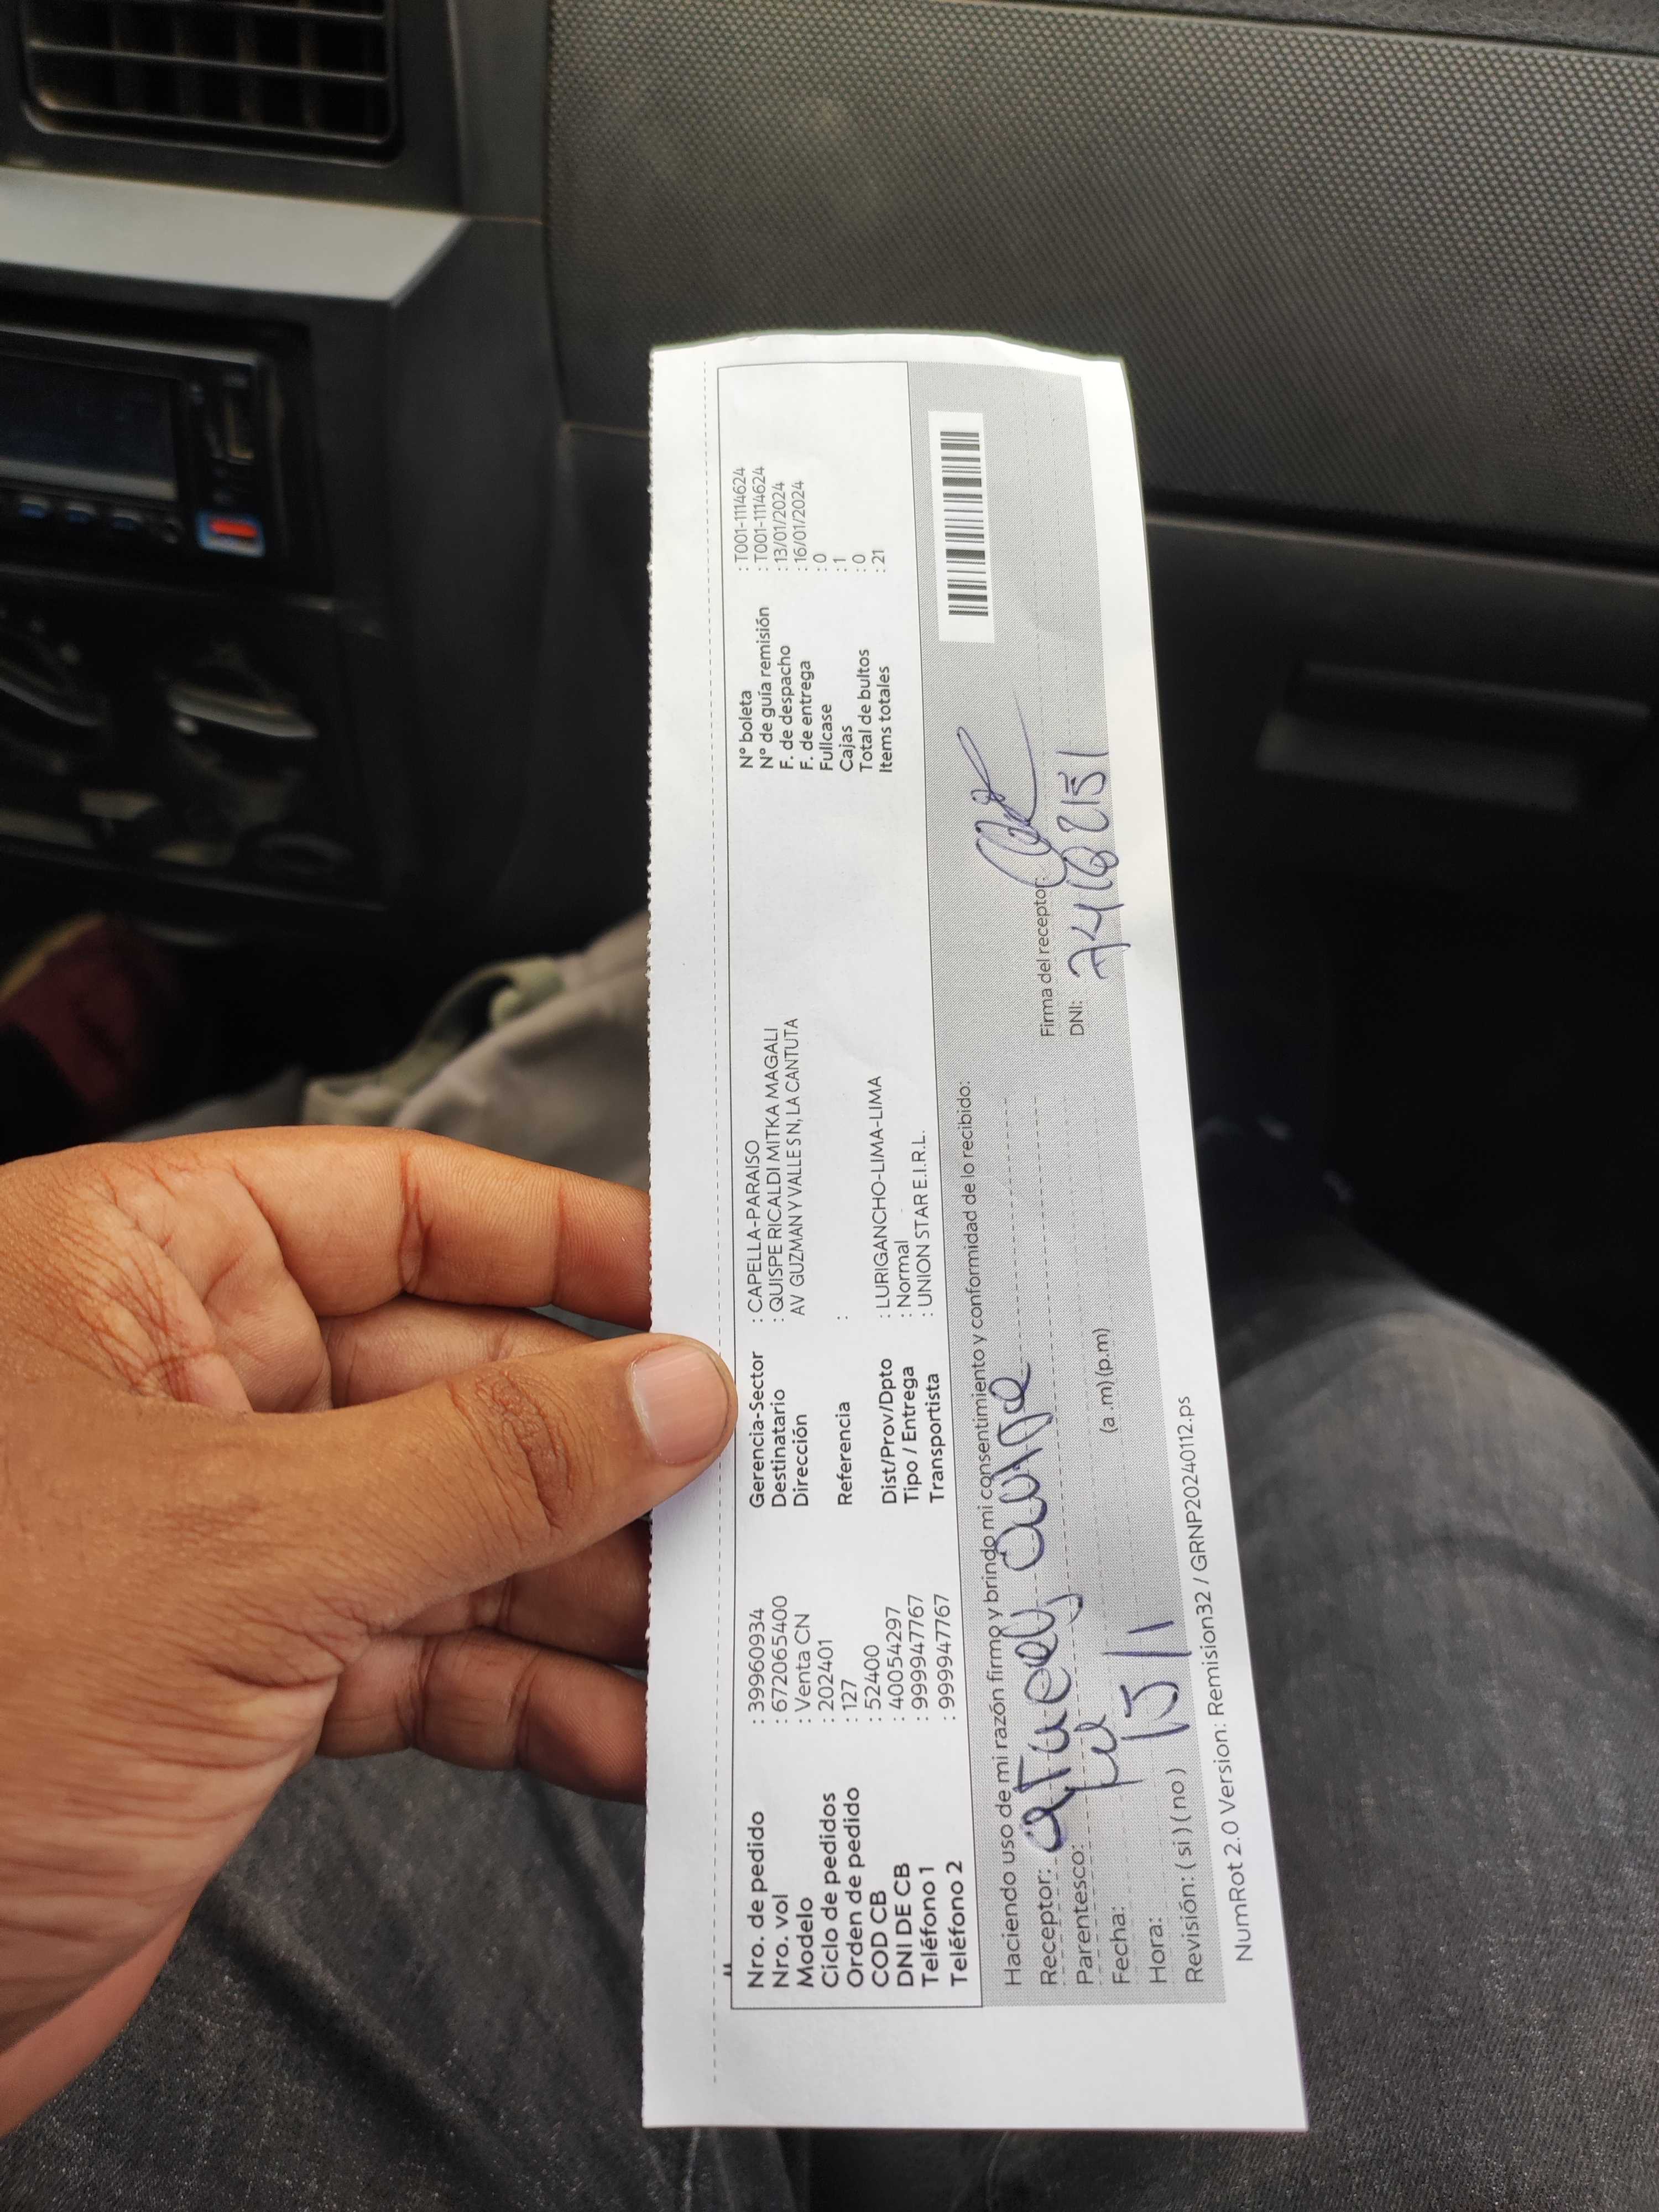 Nro. de pedido : 39960934
Nro. vol : 672065400
Modelo : Venta CN
Ciclo de pedidos : 202401
Orden de pedido : 127
COD CB : 52400
DNI DE CB : 40054297
Teléfono 1 : 999947767
Teléfono 2 : 999947767
Gerencia-Sector : CAPELLA-PARAISO
Destinatario : QUISPE RICALDI MITKA MAGALI
Dirección AV GUZMAN Y VALLE S N, LA CANTUTA
Referencia :
Dist/Prov/Dpto : LURIGANCHO-LIMA-LIMA
Tipo / Entrega : Normal
Transportista : UNION STAR E.I.R.L.
N° boleta : T001-1114624
N° de guía remisión : T001-1114624
F. de despacho : 13/01/2024
F. de entrega : 16/01/2024
Fullcase : 0
Cajas : 1
Total de bultos : 0
Items totales : 21
Haciendo uso de mi razón firmo y brindo mi consentimiento y conformidad de lo recibido:
Receptor:
Parentesco:
Fecha:
Hora: (a .m) (p.m)
Revisión: ( si ) ( no )
Firma del receptor:
DNI:
NumRot 2.0 Version: Remision32 / GRNP20240112.ps